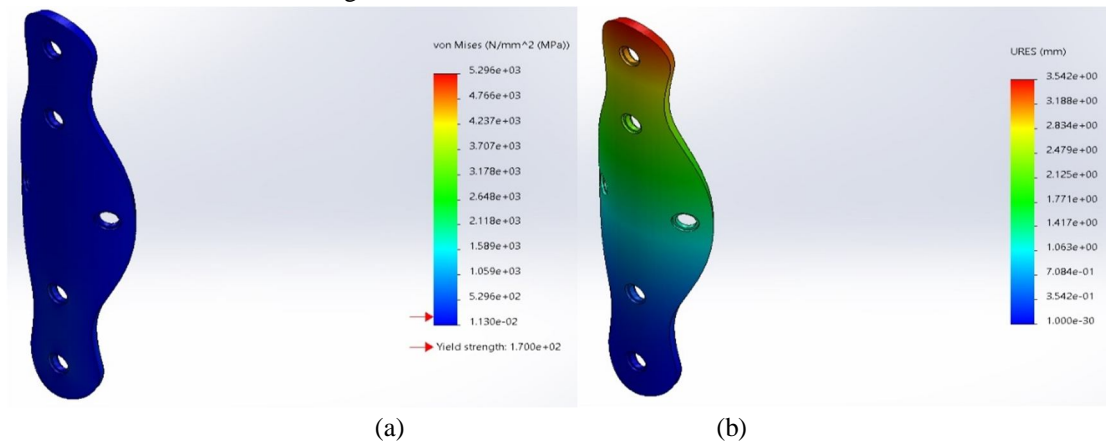 von Mises (N/mm^2 (MPa))
5.296e+03
4.766e+03
4.237e+03
3.707e+03
3.178e+03
2.648e+03
2.118e+03
1.589e+03
1.059e+03
5.296e+02
1.130e-02
Yield strength: 1.700e+02
URES (mm)
3.542e+00
3.188e+00
2.834e+00
2.479e+00
2.125e+00
1.771e+00
1.417e+00
1.063e+00
7.084e-01
3.542e-01
1.000e-30
(a)
(b)